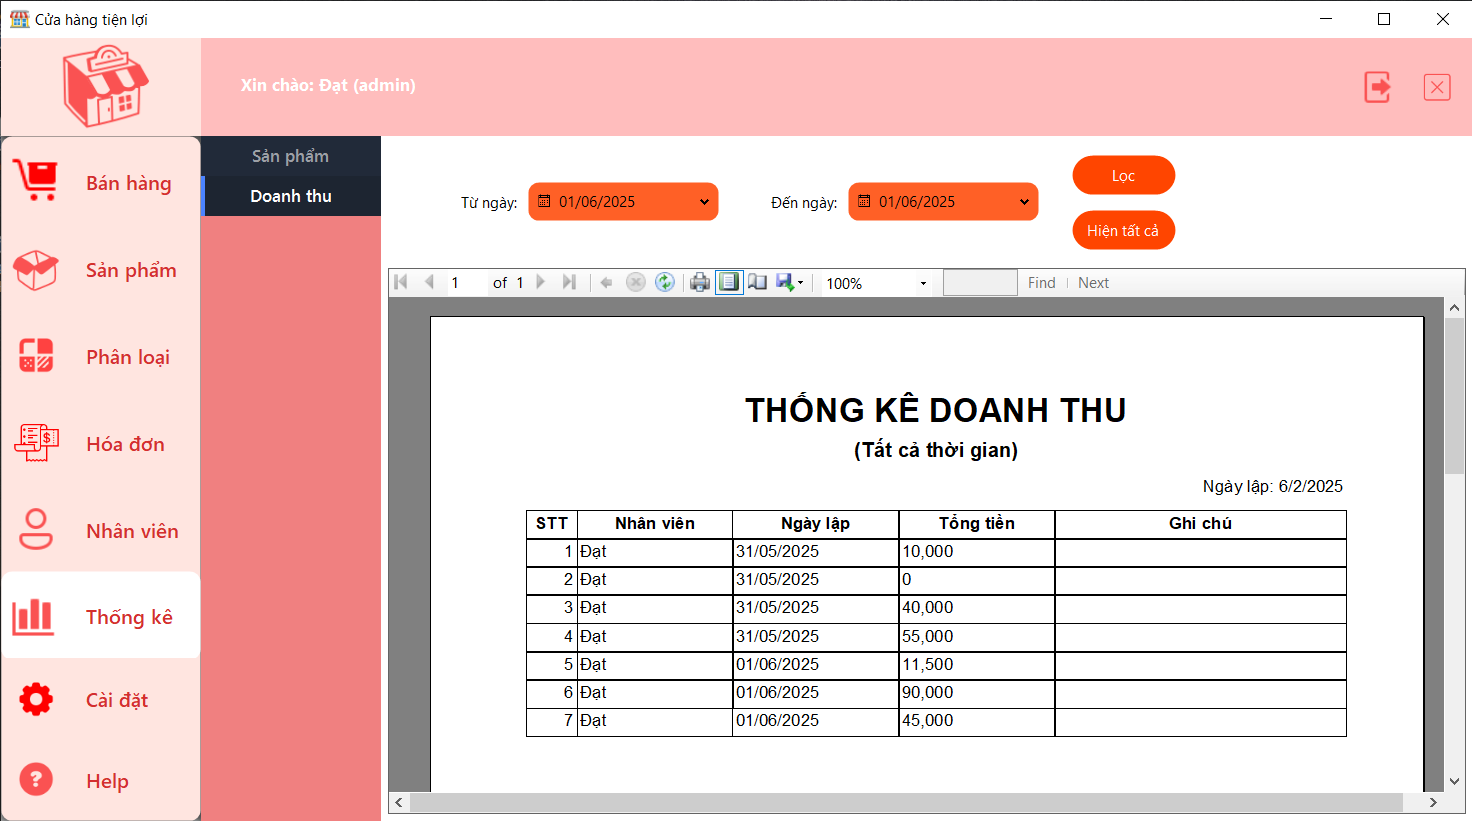 Cửa hàng tiện lợi
Xin chào: Đạt (admin)
Bán hàng
Sản phẩm
Phân loại
Hóa đơn
Nhân viên
Thống kê
Cài đặt
Help
Sản phẩm
Doanh thu
Từ ngày: 01/06/2025 Đến ngày: 01/06/2025
Lọc
Hiện tất cả
1 of 1 100% Find Next
THỐNG KÊ DOANH THU
(Tất cả thời gian)
Ngày lập: 6/2/2025
STT Nhân viên Ngày lập Tổng tiền Ghi chú
1 Đạt 31/05/2025 10,000
2 Đạt 31/05/2025 0
3 Đạt 31/05/2025 40,000
4 Đạt 31/05/2025 55,000
5 Đạt 01/06/2025 11,500
6 Đạt 01/06/2025 90,000
7 Đạt 01/06/2025 45,000